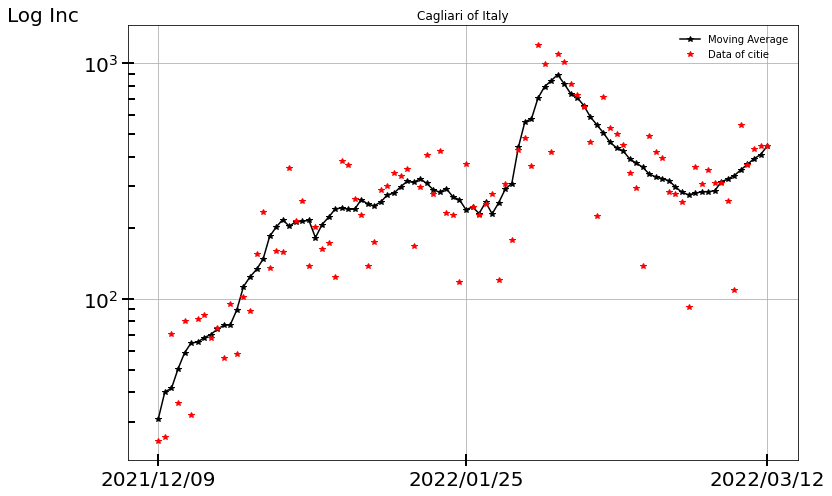 Log Inc
Cagliari of Italy
Moving Average
Data of citie
10³
10²
2021/12/09
2022/01/25
2022/03/12